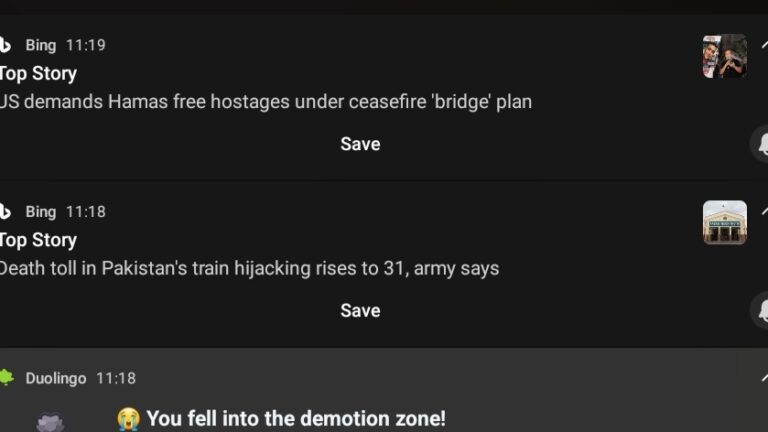 Bing 11:19
Top Story
US demands Hamas free hostages under ceasefire 'bridge' plan
Save
Bing 11:18
Top Story
Death toll in Pakistan's train hijacking rises to 31, army says
Save
Duolingo 11:18
😭 You fell into the demotion zone!